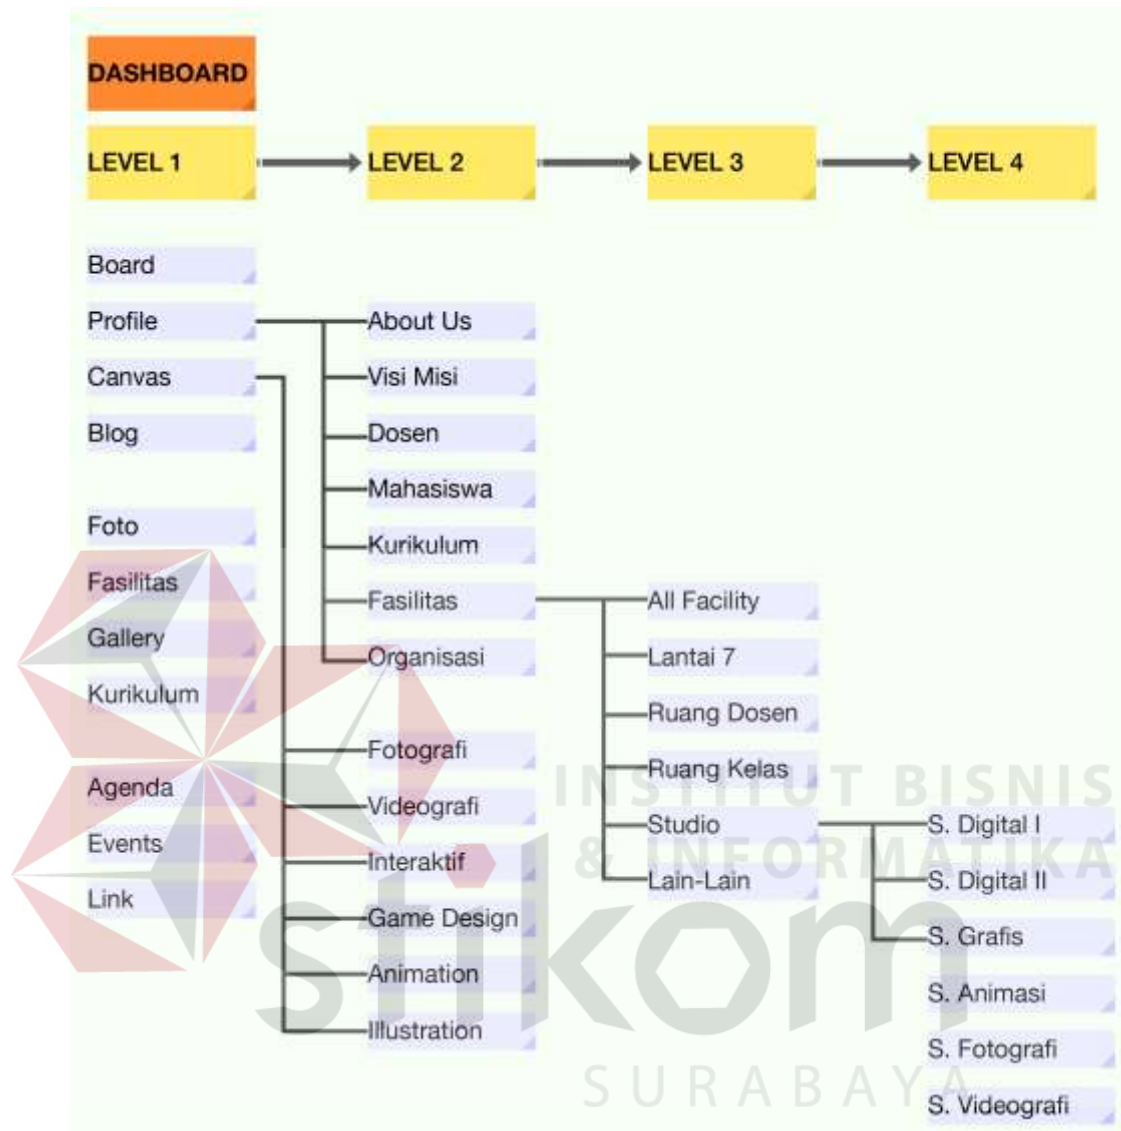 DASHBOARD
LEVEL 1
LEVEL 2
LEVEL 3
LEVEL 4
Board
Profile
Canvas
Blog
Foto
Fasilitas
Gallery
Kurikulum
Agenda
Events
Link
About Us
Visi Misi
Dosen
Mahasiswa
Kurikulum
Fasilitas
Organisasi
Fotografi
Videografi
Interaktif
Game Design
Animation
Illustration
All Facility
Lantai 7
Ruang Dosen
Ruang Kelas
Studio
Lain-Lain
S. Digital I
S. Digital II
S. Grafis
S. Animasi
S. Fotografi
S. Videografi
INSTITUT BISNIS
& INFORMATIKA
stikom
SURABAYA